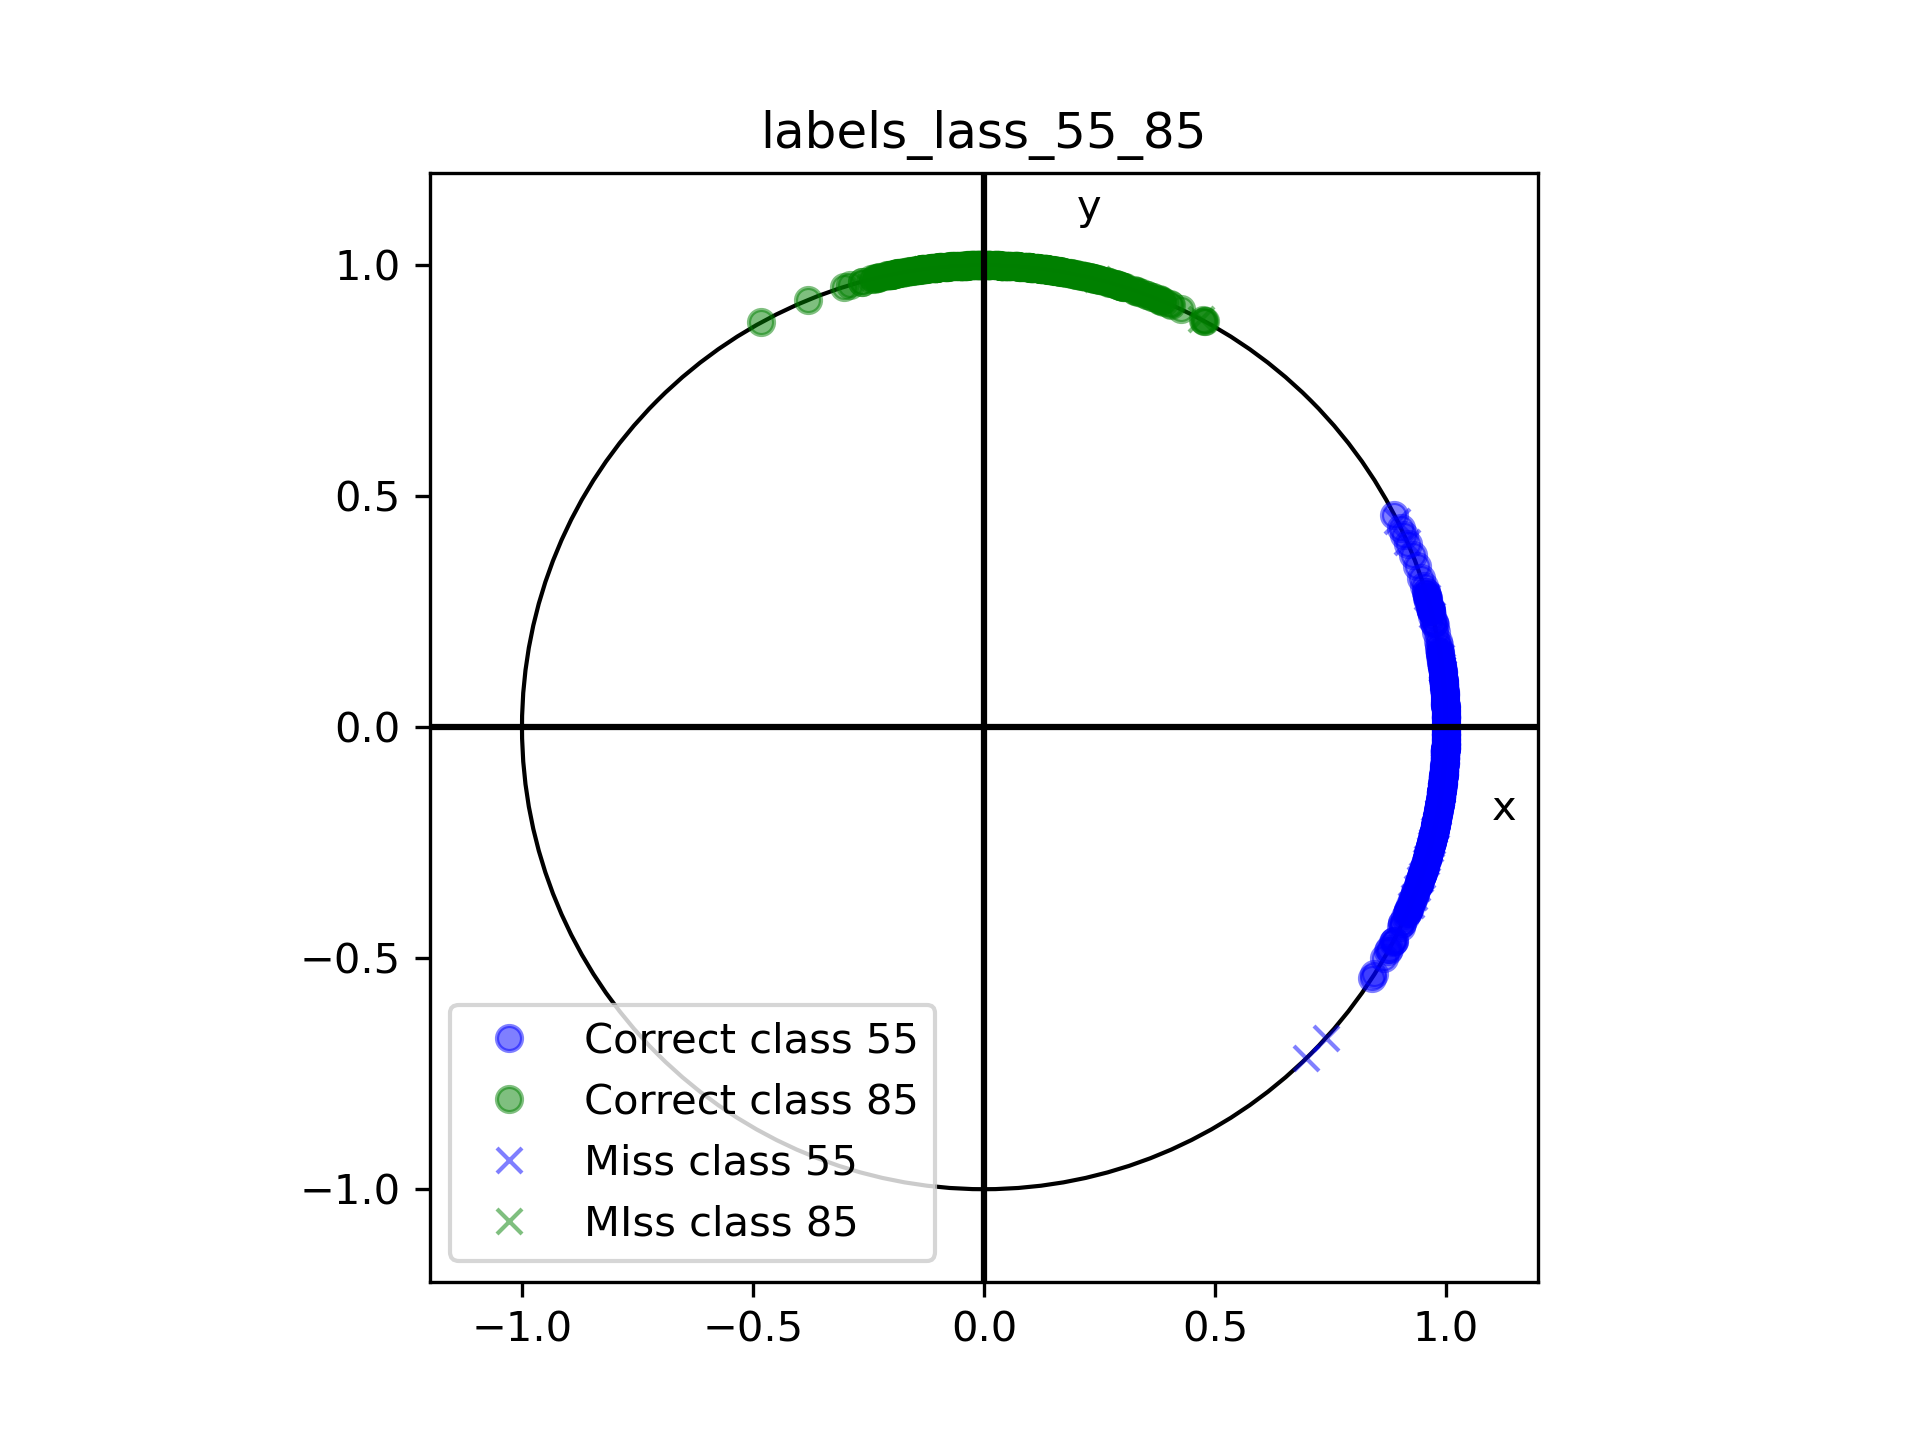 labels_lass_55_85
y
1.0
0.5
0.0
x
−0.5
−1.0
Correct class 55
Correct class 85
Miss class 55
MIss class 85
−1.0 −0.5 0.0 0.5 1.0